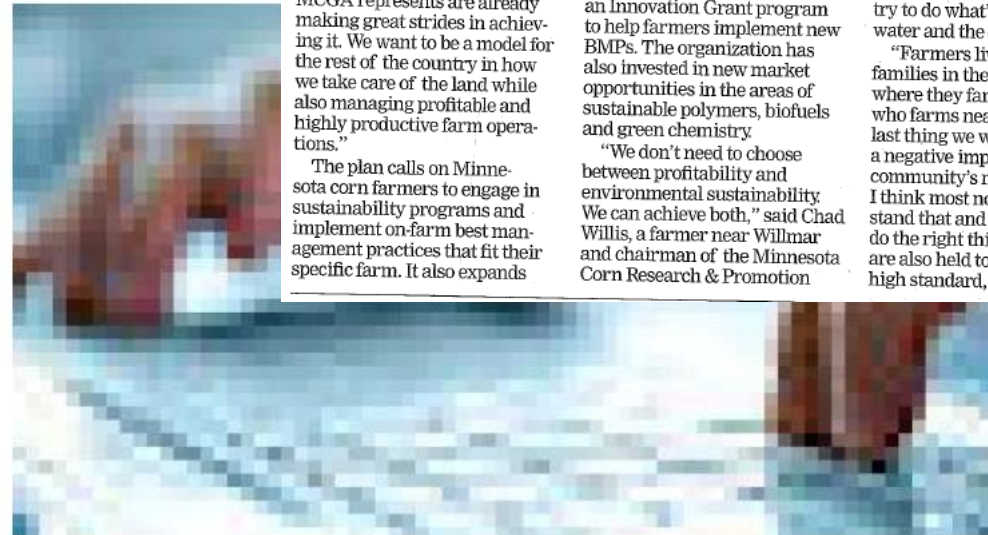 MCGA represents are already
making great strides in achiev-
ing it. We want to be a model for
the rest of the country in how
we take care of the land while
also managing profitable and
highly productive farm opera-
tions.”
The plan calls on Minne-
sota corn farmers to engage in
sustainability programs and
implement on-farm best man-
agement practices that fit their
specific farm. It also expands
an Innovation Grant program
to help farmers implement new
BMPs. The organization has
also invested in new market
opportunities in the areas of
sustainable polymers, biofuels
and green chemistry.
“We don’t need to choose
between profitability and
environmental sustainability.
We can achieve both,” said Chad
Willis, a farmer near Willmar
and chairman of the Minnesota
Corn Research & Promotion
try to do what’
water and the
“Farmers
families in the
where they
who farms
last thing we
a negative
community’s
I think most
stand that and
do the right
are also held to
high standard,